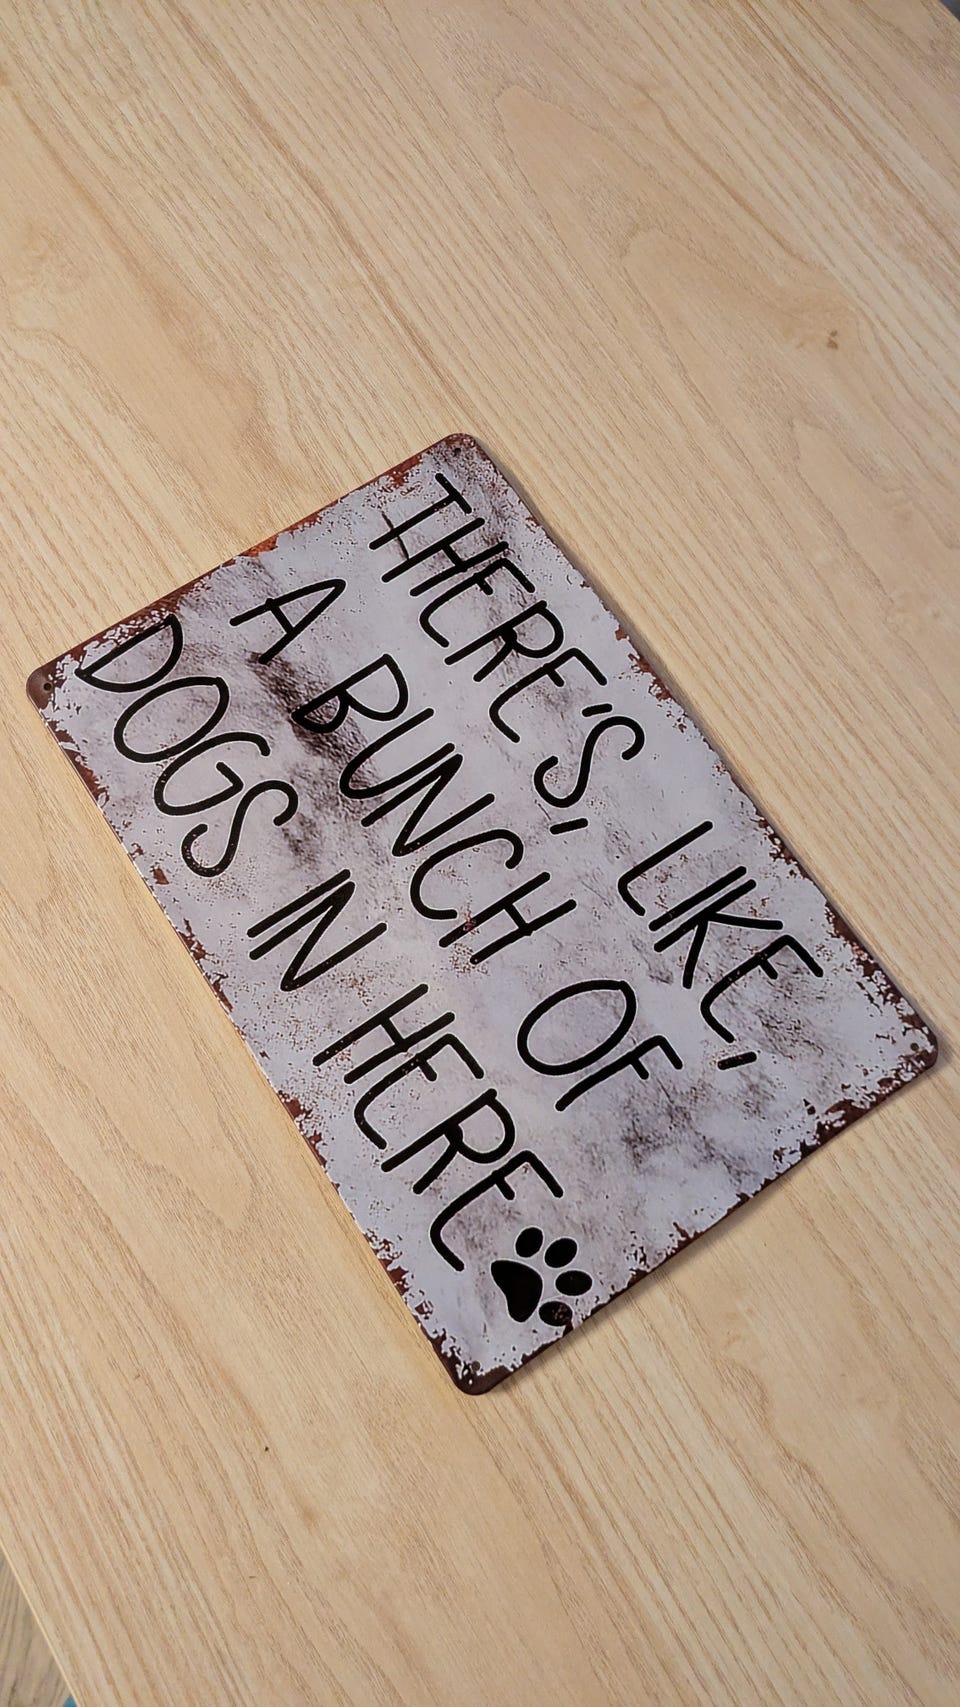 THERE'S, LIKE,
A BUNCH OF
DOGS IN HERE